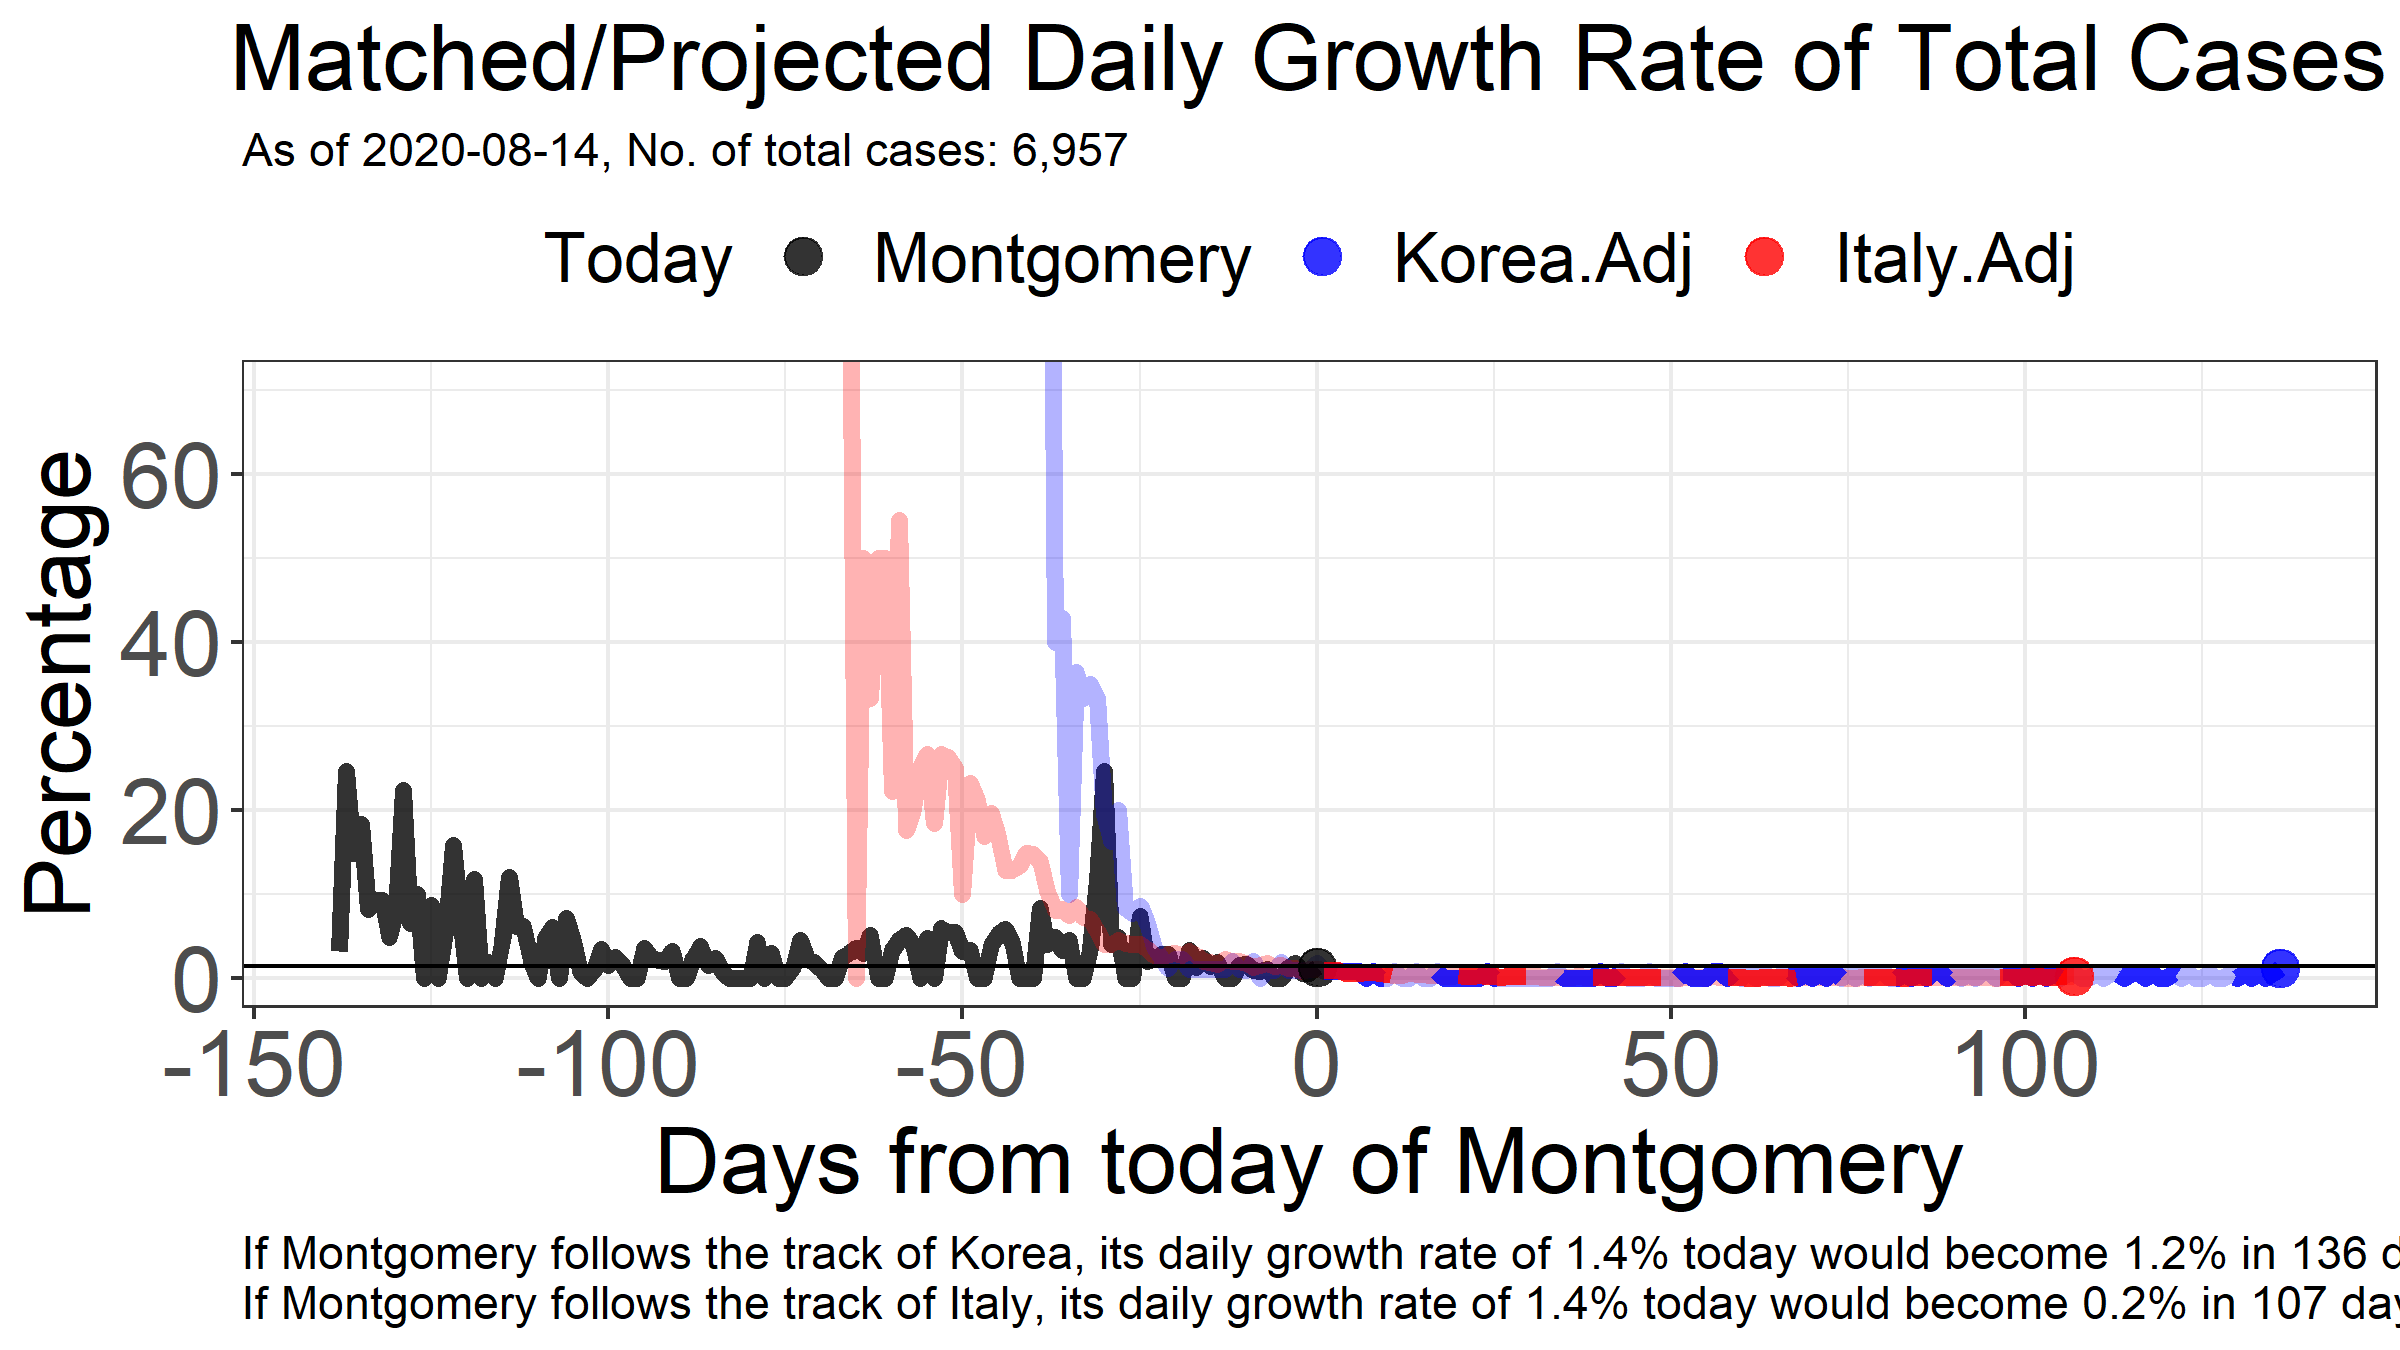 Matched/Projected Daily Growth Rate of Total Cases
As of 2020-08-14, No. of total cases: 6,957
Today Montgomery Korea.Adj Italy.Adj
Percentage
60
40
20
0
-150 -100 -50 0 50 100
Days from today of Montgomery
If Montgomery follows the track of Korea, its daily growth rate of 1.4% today would become 1.2% in 136
If Montgomery follows the track of Italy, its daily growth rate of 1.4% today would become 0.2% in 107